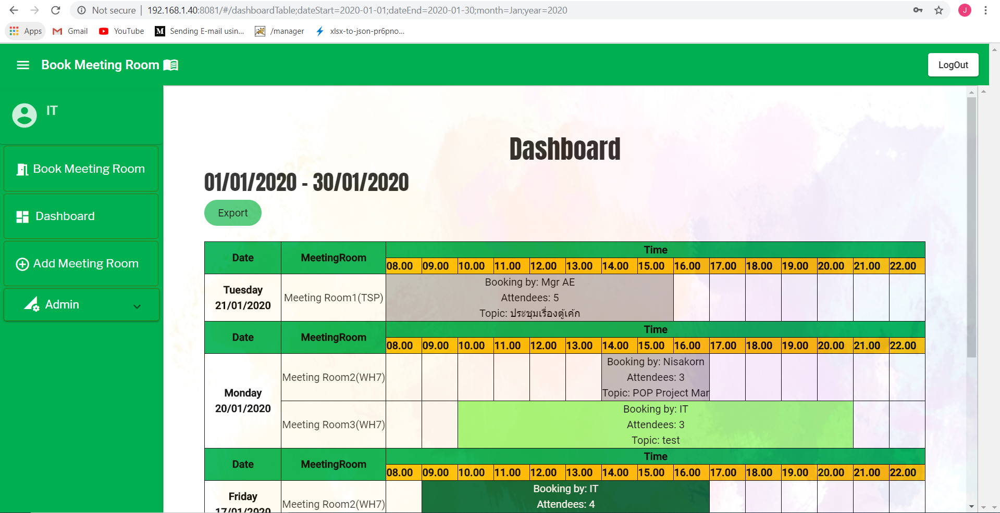 Not secure | 192.168.1.40:8081/#/dashboardTable;dateStart=2020-01-01;dateEnd=2020-01-30;month=Jan;year=2020
J
Apps Gmail YouTube M Sending E-mail usin... /manager xlsx-to-json-pr6pno...
Book Meeting Room
LogOut
IT
Book Meeting Room
Dashboard
Add Meeting Room
Admin
Dashboard
01/01/2020 - 30/01/2020
Export
Date MeetingRoom Time
08.00 09.00 10.00 11.00 12.00 13.00 14.00 15.00 16.00 17.00 18.00 19.00 20.00 21.00 22.00
Tuesday
21/01/2020
Meeting Room1(TSP)
Booking by: Mgr AE
Attendees: 5
Topic: ประชุมเรื่องตู้เค้ก
Date MeetingRoom Time
08.00 09.00 10.00 11.00 12.00 13.00 14.00 15.00 16.00 17.00 18.00 19.00 20.00 21.00 22.00
Monday
20/01/2020
Meeting Room2(WH7)
Booking by: Nisakorn
Attendees: 3
Topic: POP Project Mar
Meeting Room3(WH7)
Booking by: IT
Attendees: 3
Topic: test
Date MeetingRoom Time
08.00 09.00 10.00 11.00 12.00 13.00 14.00 15.00 16.00 17.00 18.00 19.00 20.00 21.00 22.00
Friday
17/01/2020
Meeting Room2(WH7)
Booking by: IT
Attendees: 4